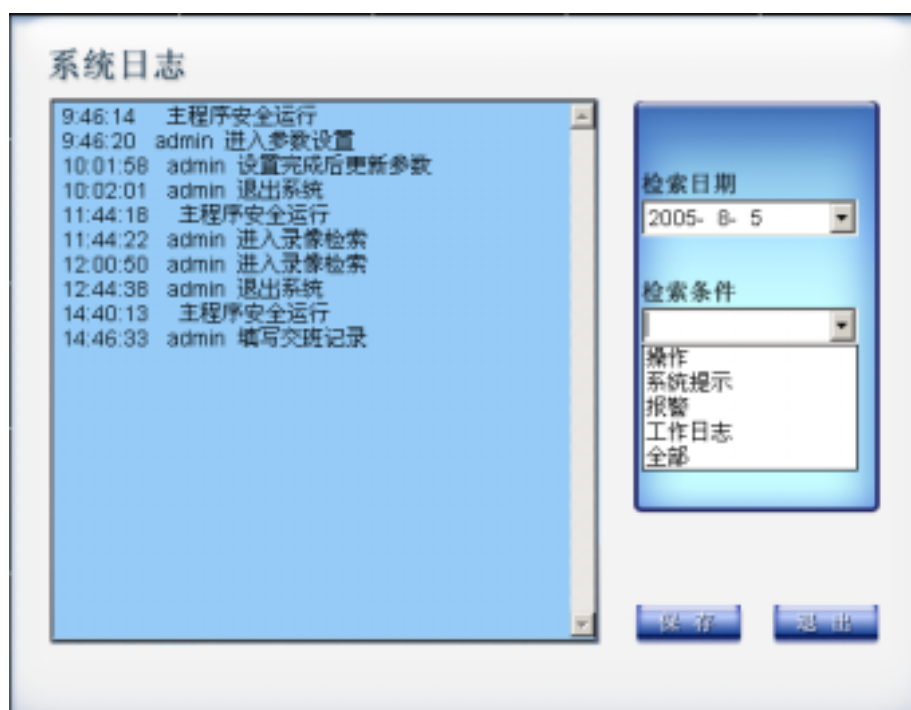 系统日志
9:46:14 主程序安全运行
9:46:20 admin 进入参数设置
10:01:58 admin 设置完成后更新参数
10:02:01 admin 退出系统
11:44:18 主程序安全运行
11:44:22 admin 进入录像检索
12:00:50 admin 进入录像检索
12:44:38 admin 退出系统
14:40:13 主程序安全运行
14:46:33 admin 填写交班记录
检索日期
2005- 8- 5
检索条件
操作
系统提示
报警
工作日志
全部
保存
退出